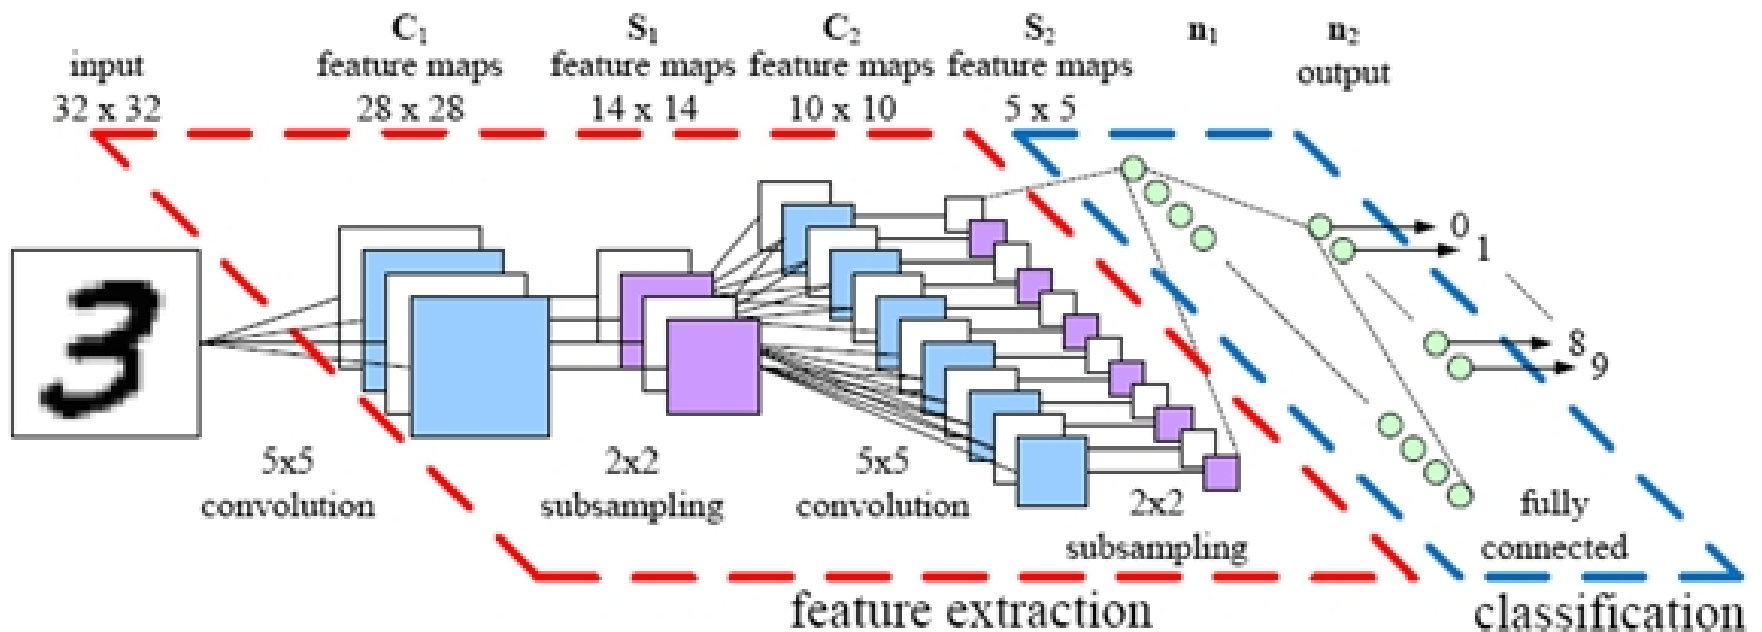 input
32 x 32
C1
feature maps
28 x 28
S1
feature maps
14 x 14
C2
feature maps
10 x 10
S2
feature maps
5 x 5
n1
n2
output
3
0
1
8
9
5x5
convolution
2x2
subsampling
5x5
convolution
2x2
subsampling
fully
connected
feature extraction
classification